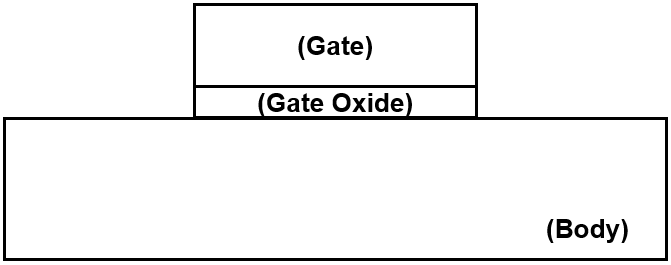 (Gate)
(Gate Oxide)
(Body)